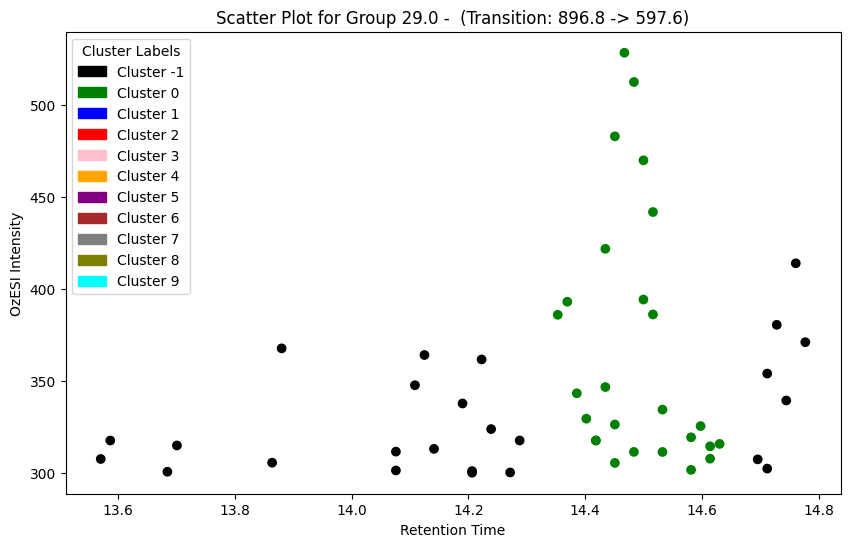 Scatter Plot for Group 29.0 -  (Transition: 896.8 -> 597.6)
Cluster Labels
Cluster -1
Cluster 0
Cluster 1
Cluster 2
Cluster 3
Cluster 4
Cluster 5
Cluster 6
Cluster 7
Cluster 8
Cluster 9
OzESI Intensity
500
450
400
350
300
13.6 13.8 14.0 14.2 14.4 14.6 14.8
Retention Time